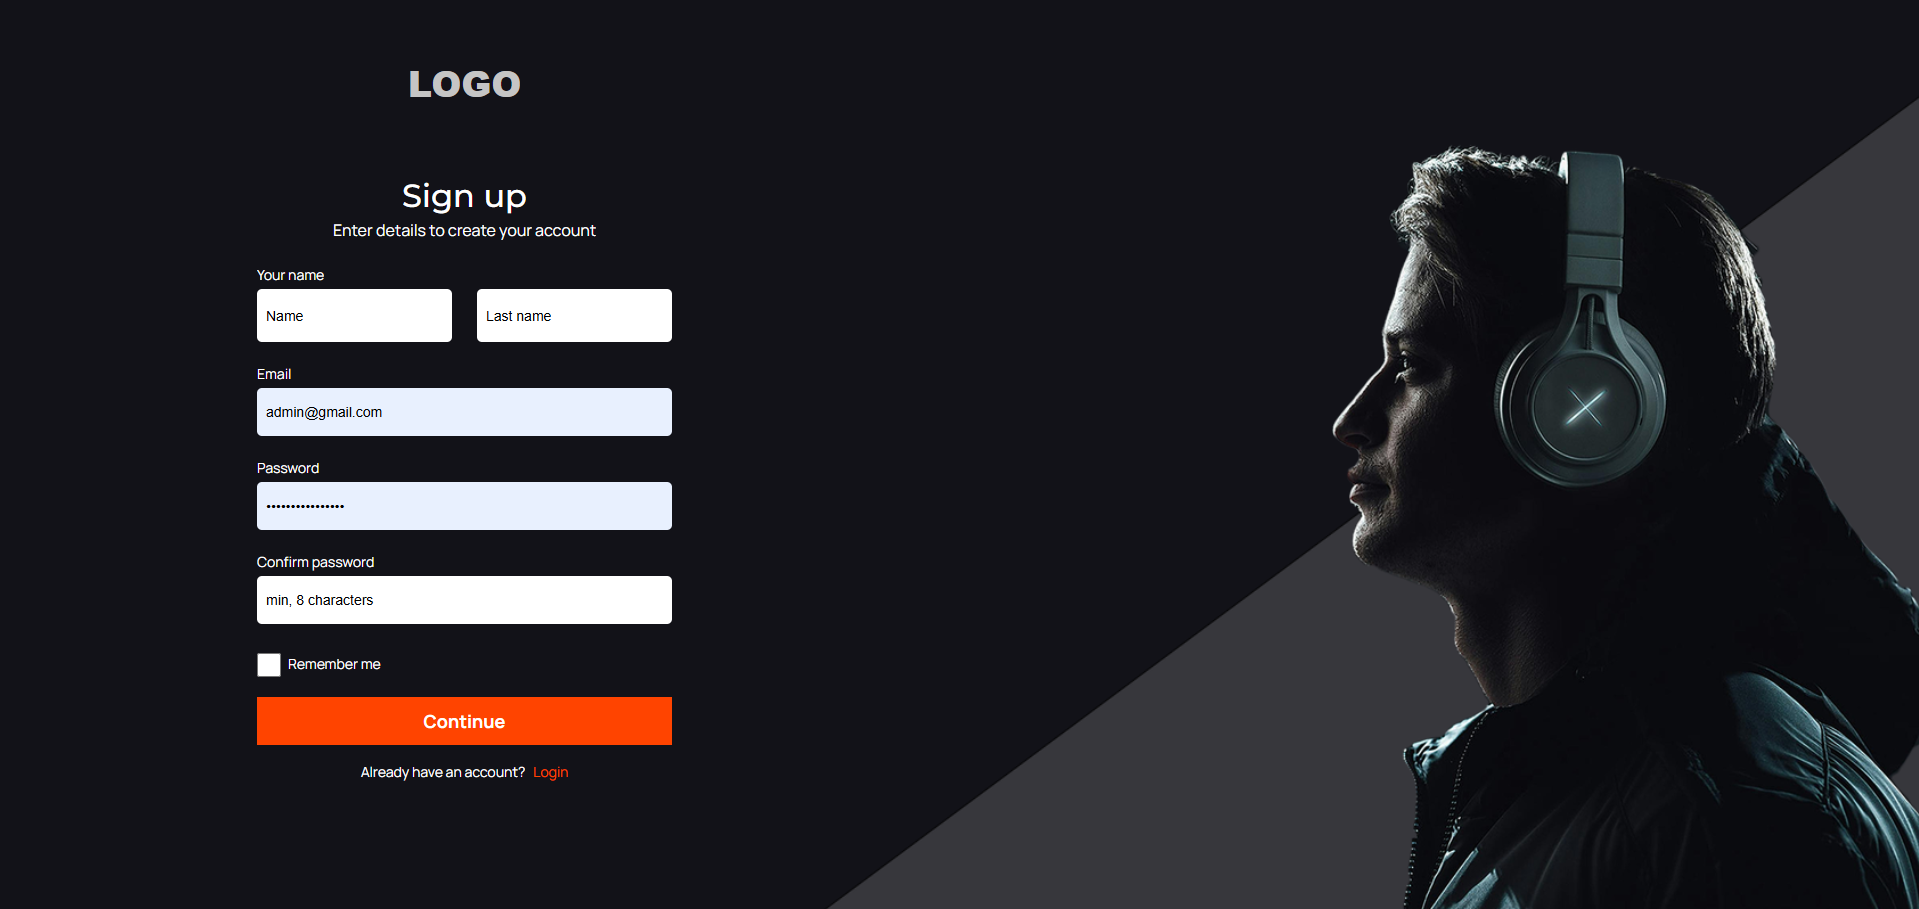 LOGO
Sign up
Enter details to create your account
Your name
Name Last name
Email
admin@gmail.com
Password
••••••••••••••••
Confirm password
min, 8 characters
Remember me
Continue
Already have an account? Login